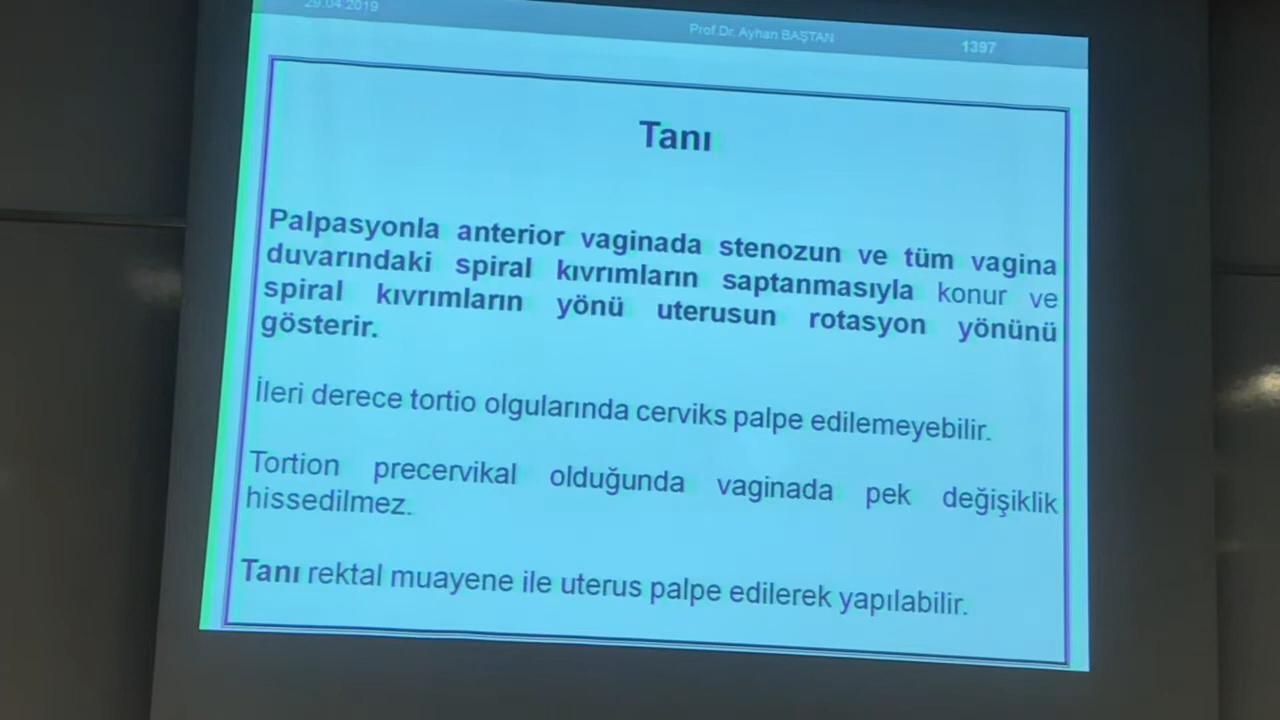 29.04.2019
Prof.Dr. Ayhan BAŞTAN
1397
Tanı
Palpasyonla anterior vaginada stenozun ve tüm vagina
duvarındaki spiral kıvrımların saptanmasıyla konur ve
spiral kıvrımların yönü uterusun rotasyon yönünü
gösterir.
İleri derece tortio olgularında cerviks palpe edilemeyebilir.
Tortion precervikal olduğunda vaginada pek değişiklik
hissedilmez.
Tanı rektal muayene ile uterus palpe edilerek yapılabilir.